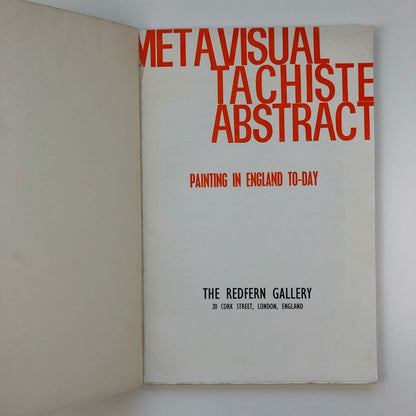 METAVISUAL
TACHISTE
ABSTRACT
PAINTING IN ENGLAND TO-DAY
THE REDFERN GALLERY
20 CORK STREET, LONDON, ENGLAND